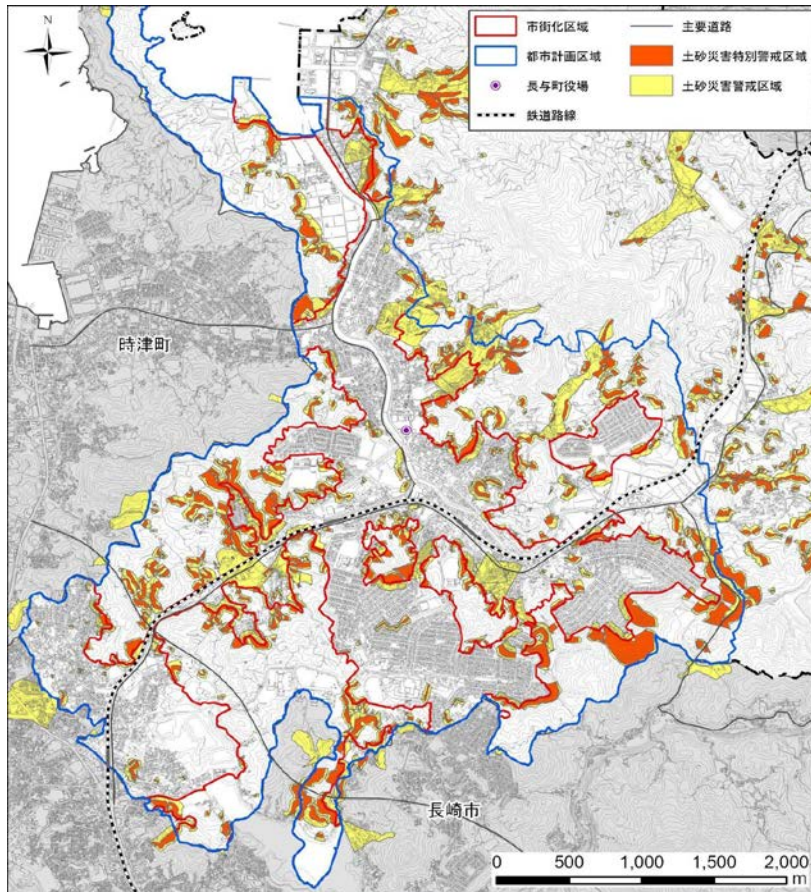 N
市街化区域
都市計画区域
長与町役場
鉄道路線
主要道路
土砂災害特別警戒区域
土砂災害警戒区域
時津町
長崎市
0 500 1,000 1,500 2,000
m